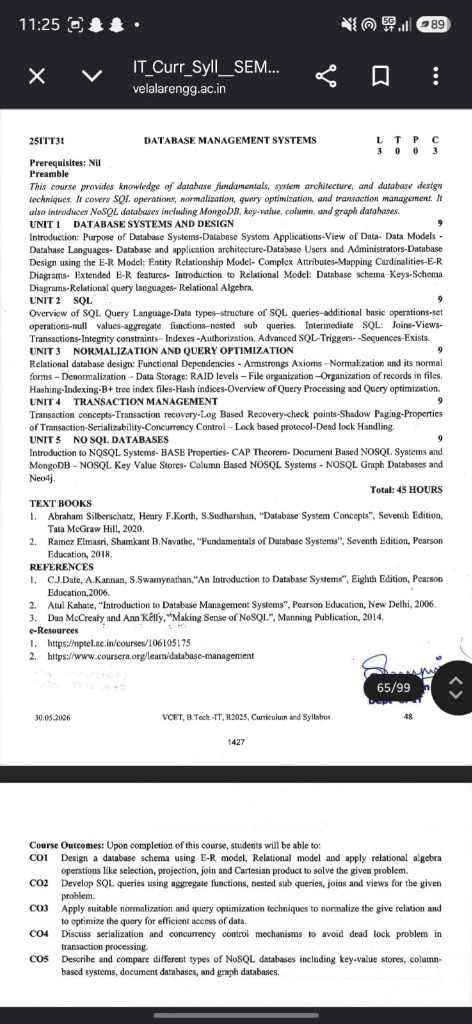 11:25
5G
89
IT_Curr_Syll__SEM...
velalarengg.ac.in
25ITT31 DATABASE MANAGEMENT SYSTEMS L T P C
3 0 0 3
Prerequisites: Nil
Preamble
This course provides knowledge of database fundamentals, system architecture, and database design
techniques. It covers SQL operations, normalization, query optimization, and transaction management. It
also introduces NoSQL databases including MongoDB, key-value, column, and graph databases.
UNIT 1 DATABASE SYSTEMS AND DESIGN 9
Introduction: Purpose of Database Systems-Database System Applications-View of Data- Data Models -
Database Languages- Database and application architecture-Database Users and Administrators-Database
Design using the E-R Model: Entity Relationship Model- Complex Attributes-Mapping Cardinalities-E-R
Diagrams- Extended E-R features- Introduction to Relational Model: Database schema-Keys-Schema
Diagrams-Relational query languages- Relational Algebra.
UNIT 2 SQL 9
Overview of SQL Query Language-Data types–structure of SQL queries–additional basic operations-set
operations-null values-aggregate functions-nested sub queries. Intermediate SQL: Joins-Views-
Transactions-Integrity constraints- Indexes -Authorization. Advanced SQL-Triggers- -Sequences-Exists.
UNIT 3 NORMALIZATION AND QUERY OPTIMIZATION 9
Relational database design: Functional Dependencies - Armstrongs Axioms –Normalization and its normal
forms – Denormalization – Data Storage: RAID levels – File organization –Organization of records in files.
Hashing-Indexing-B+ tree index files-Hash indices-Overview of Query Processing and Query optimization.
UNIT 4 TRANSACTION MANAGEMENT 9
Transaction concepts-Transaction recovery-Log Based Recovery-check points-Shadow Paging-Properties
of Transaction-Serializability-Concurrency Control – Lock based protocol-Dead lock Handling.
UNIT 5 NO SQL DATABASES 9
Introduction to NQSQL Systems- BASE Properties- CAP Theorem- Document Based NOSQL Systems and
MongoDB - NOSQL Key Value Stores- Column Based NOSQL Systems - NOSQL Graph Databases and
Neo4j.
Total: 45 HOURS
TEXT BOOKS
1. Abraham Silberschatz, Henry F.Korth, S.Sudharshan, “Database System Concepts”, Seventh Edition,
Tata McGraw Hill, 2020.
2. Ramez Elmasri, Shamkant B.Navathe, “Fundamentals of Database Systems”, Seventh Edition, Pearson
Education, 2018.
REFERENCES
1. C.J.Date, A.Kannan, S.Swamynathan,"An Introduction to Database Systems", Eighth Edition, Pearson
Education,2006.
2. Atul Kahate, "Introduction to Database Management Systems", Pearson Education, New Delhi, 2006.
3. Dan McCreary and Ann Kelly, "Making Sense of NoSQL", Manning Publication, 2014.
e-Resources
1. https://nptel.ac.in/courses/106105175
2. https://www.coursera.org/learn/database-management
65/99
30.05.2026 VCET, B.Tech.-IT, R2025, Curriculum and Syllabus 48
1427
Course Outcomes: Upon completion of this course, students will be able to:
CO1 Design a database schema using E-R model, Relational model and apply relational algebra
operations like selection, projection, join and Cartesian product to solve the given problem.
CO2 Develop SQL queries using aggregate functions, nested sub queries, joins and views for the given
problem.
CO3 Apply suitable normalization and query optimization techniques to normalize the give relation and
to optimize the query for efficient access of data.
CO4 Discuss serialization and concurrency control mechanisms to avoid dead lock problem in
transaction processing.
CO5 Describe and compare different types of NoSQL databases including key-value stores, column-
based systems, document databases, and graph databases.